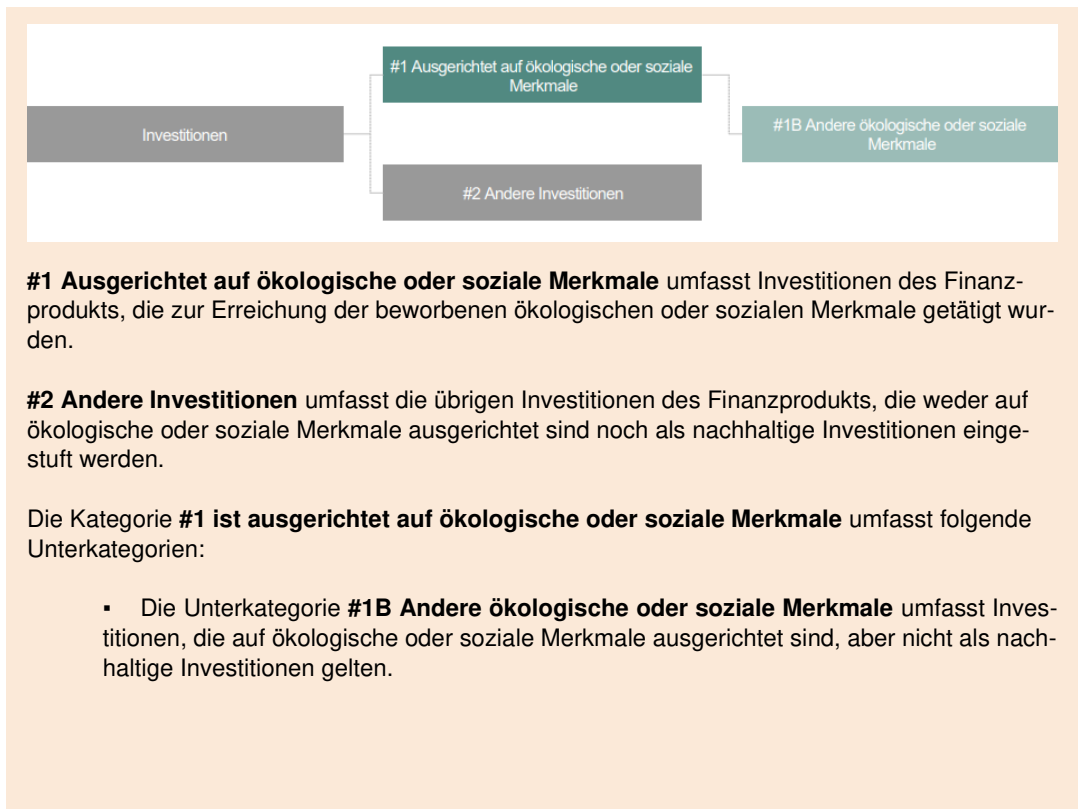 #1 Ausgerichtet auf ökologische oder soziale
Merkmale
Investitionen
#1B Andere ökologische oder soziale
Merkmale
#2 Andere Investitionen
#1 Ausgerichtet auf ökologische oder soziale Merkmale umfasst Investitionen des Finanz-
produkts, die zur Erreichung der beworbenen ökologischen oder sozialen Merkmale getätigt wur-
den.
#2 Andere Investitionen umfasst die übrigen Investitionen des Finanzprodukts, die weder auf
ökologische oder soziale Merkmale ausgerichtet sind noch als nachhaltige Investitionen einge-
stuft werden.
Die Kategorie #1 ist ausgerichtet auf ökologische oder soziale Merkmale umfasst folgende
Unterkategorien:
▪ Die Unterkategorie #1B Andere ökologische oder soziale Merkmale umfasst Inves-
titionen, die auf ökologische oder soziale Merkmale ausgerichtet sind, aber nicht als nach-
haltige Investitionen gelten.